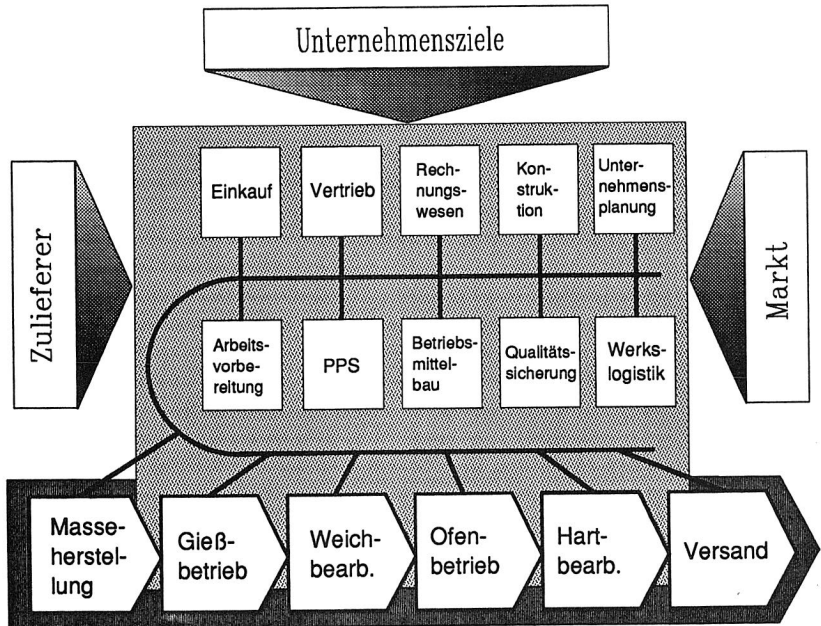 Unternehmensziele
Zulieferer
Markt
Einkauf
Vertrieb
Rech-
nungs-
wesen
Kon-
struk-
tion
Unter-
nehmens-
planung
Arbeits-
vorbe-
reitung
PPS
Betriebs-
mittel-
bau
Qualitäts-
sicherung
Werks-
logistik
Masse-
herstel-
lung
Gieß-
betrieb
Weich-
bearb.
Ofen-
betrieb
Hart-
bearb.
Versand